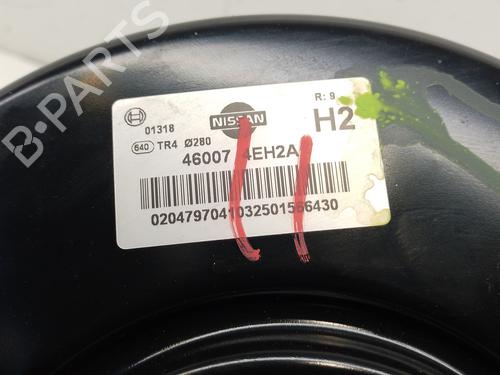 NISSAN
R: 9
01318
H2
640 TR4 Ø280
46007 4EH2A
0204797041032501566430
B-PARTS